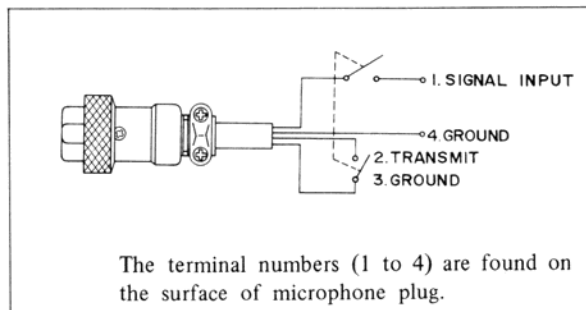 1. SIGNAL INPUT
4. GROUND
2. TRANSMIT
3. GROUND
The terminal numbers (1 to 4) are found on
the surface of microphone plug.